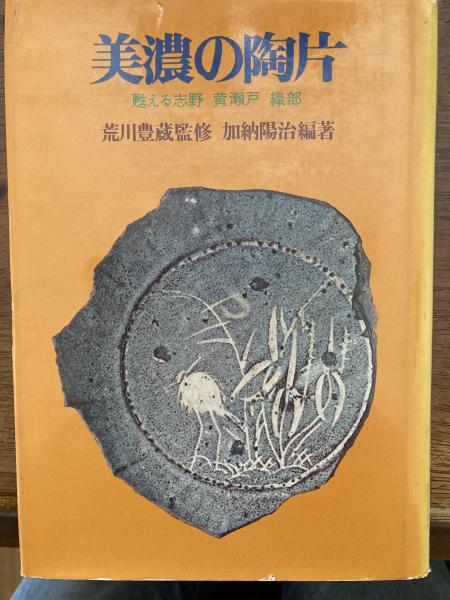 美濃の陶片
甦える志野 黄瀬戸 織部
荒川豊蔵監修 加納陽治編著